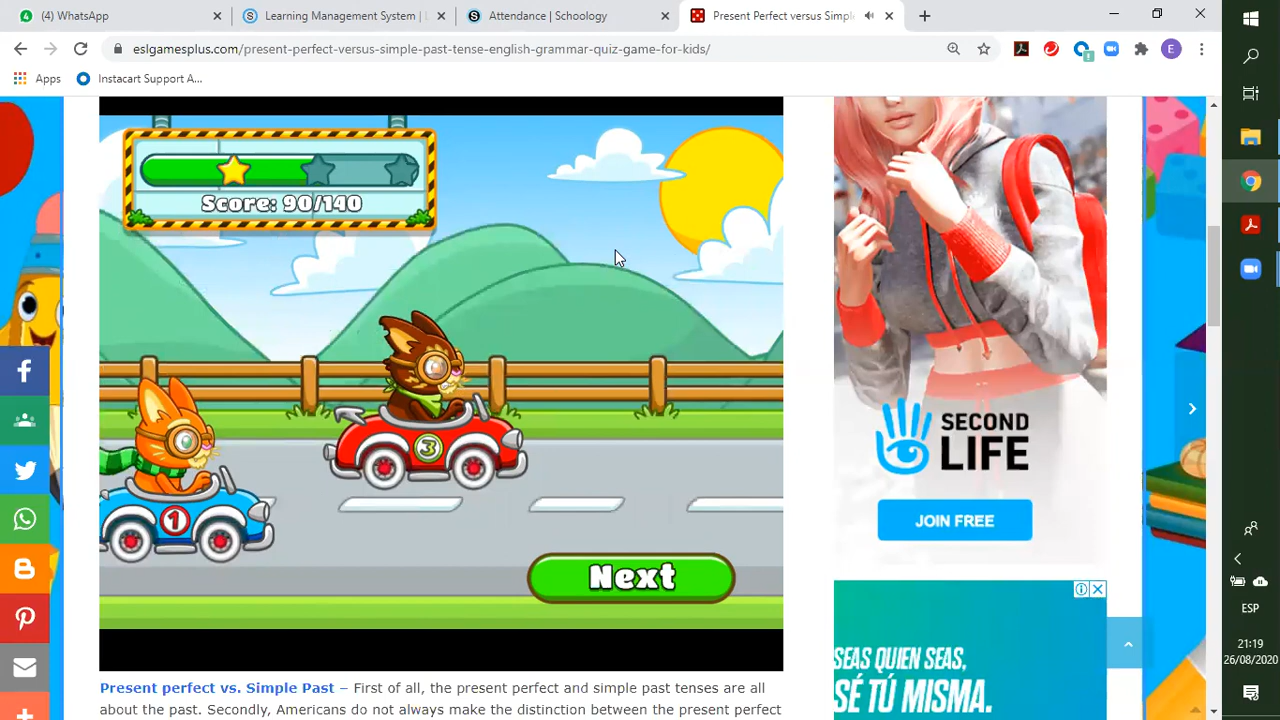 (4) WhatsApp
Learning Management System | L
Attendance | Schoology
Present Perfect versus Simple
eslgamesplus.com/present-perfect-versus-simple-past-tense-english-grammar-quiz-game-for-kids/
E
Apps
Instacart Support A...
Score: 90/140
3
1
Next
SECOND
LIFE
JOIN FREE
SEAS QUIEN SEAS,
SÉ TÚ MISMA.
Present perfect vs. Simple Past – First of all, the present perfect and simple past tenses are all
about the past. Sendly, Americans do not always make the distinction between the present perfect
ESP
21:19
26/08/2020